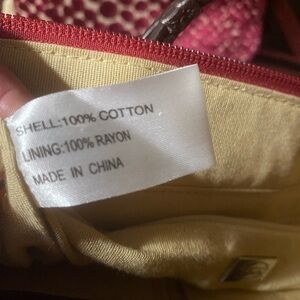 SHELL:100% COTTON
LINING:100% RAYON
MADE IN CHINA